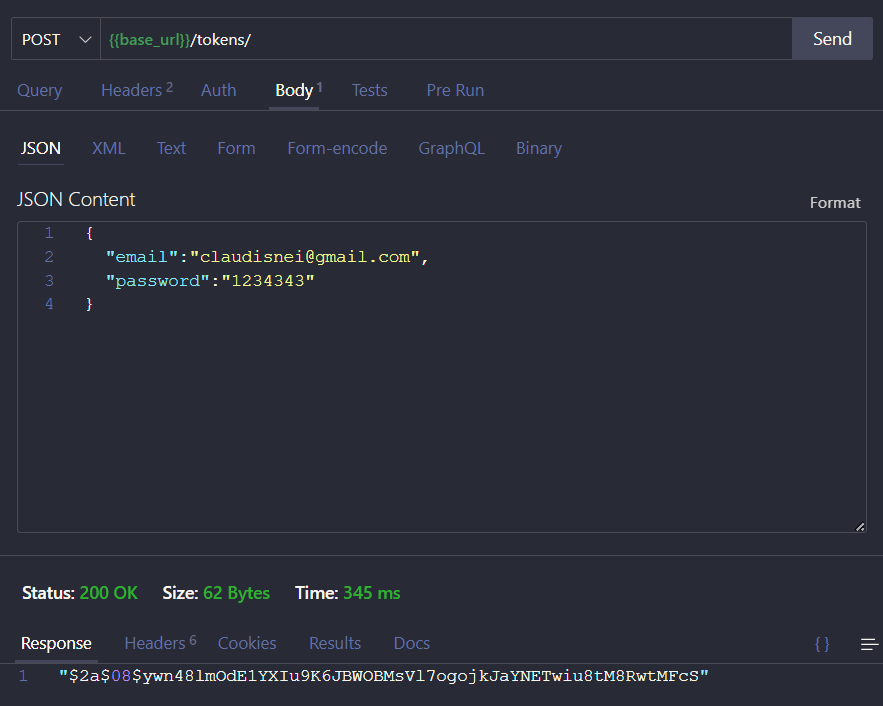 POST {{base_url}}/tokens/ Send
Query Headers 2 Auth Body 1 Tests Pre Run
JSON XML Text Form Form-encode GraphQL Binary
JSON Content Format
1 {
2 "email":"claudisnei@gmail.com",
3 "password":"1234343"
4 }
Status: 200 OK Size: 62 Bytes Time: 345 ms
Response Headers 6 Cookies Results Docs { }
1 "$2a$08$ywn48lmOdE1YXIu9K6JBWOBMsVl7ogojkJaYNETwiu8tM8RwtMFcS"